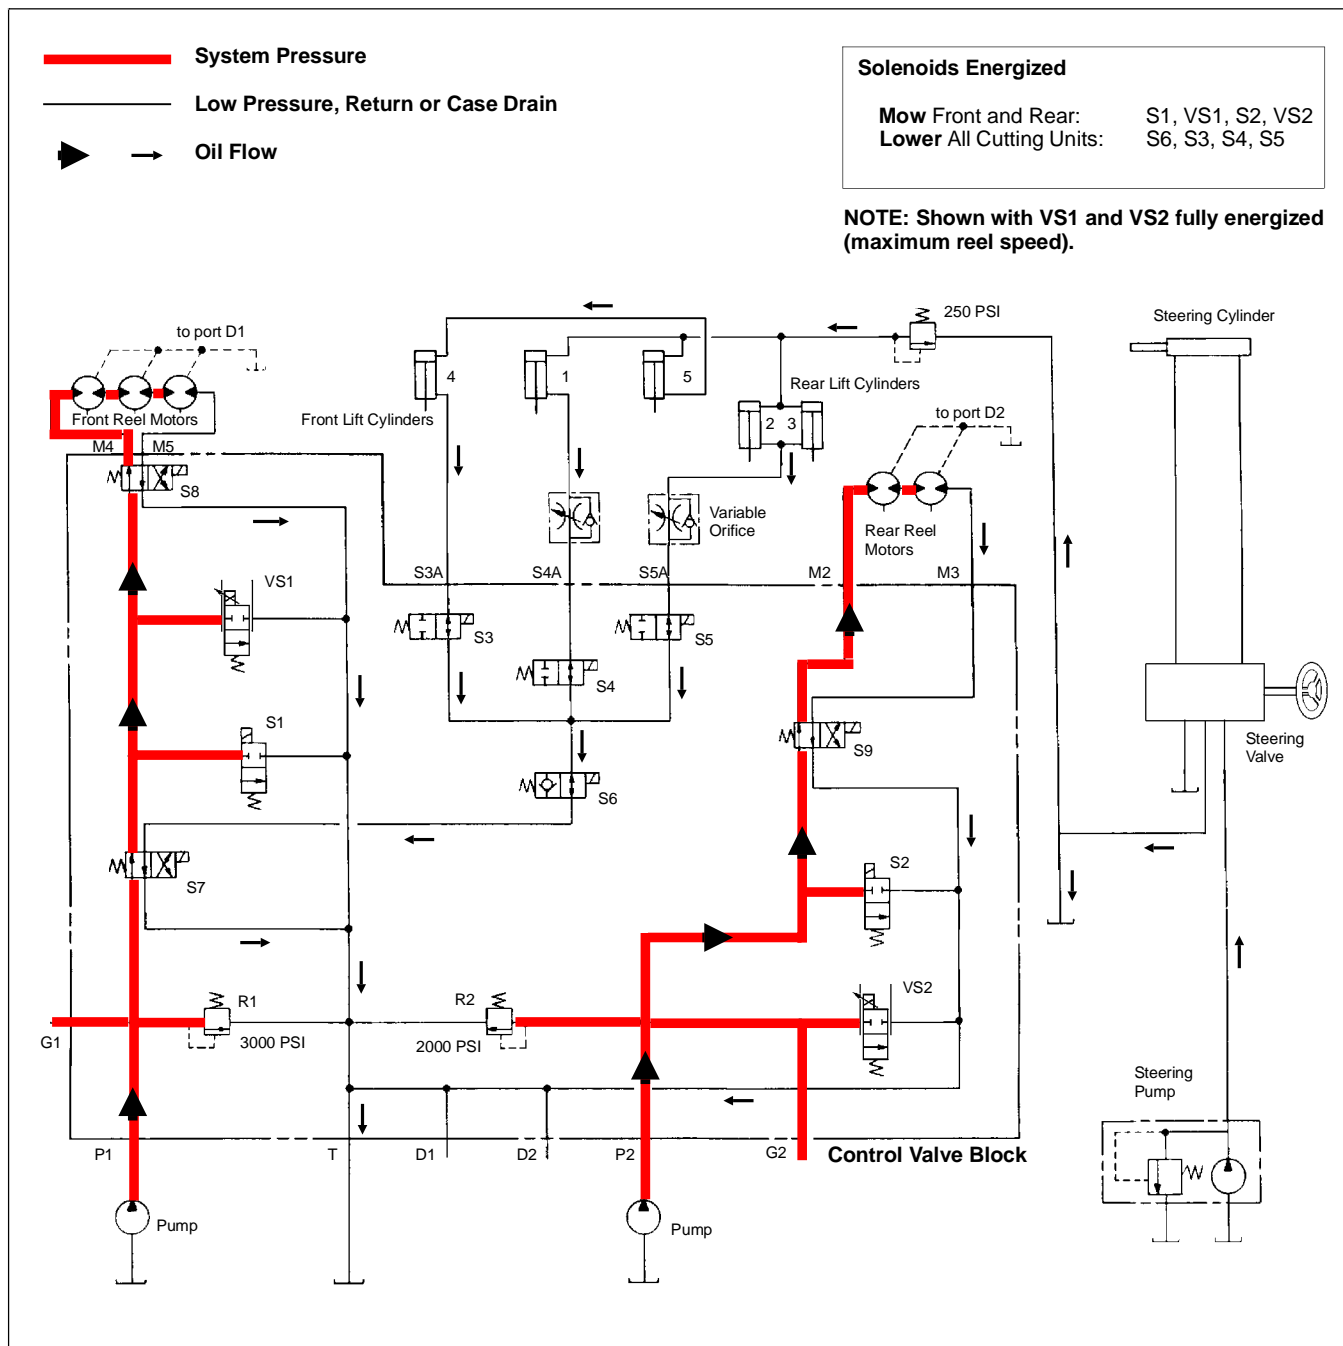 System Pressure
Low Pressure, Return or Case Drain
Oil Flow
Solenoids Energized
Mow Front and Rear: S1, VS1, S2, VS2
Lower All Cutting Units: S6, S3, S4, S5
NOTE: Shown with VS1 and VS2 fully energized
(maximum reel speed).
250 PSI
Steering Cylinder
to port D1
4
1
5
Rear Lift Cylinders
Front Reel Motors
Front Lift Cylinders
2 3
to port D2
M4 M5
S8
Variable
Orifice
Rear Reel
Motors
VS1
S3A
S4A
S5A
M2
M3
S3
S5
S4
S1
S9
Steering
Valve
S6
S7
S2
R1
R2
VS2
G1
3000 PSI
2000 PSI
Steering
Pump
P1
T
D1
D2
P2
G2
Control Valve Block
Pump
Pump